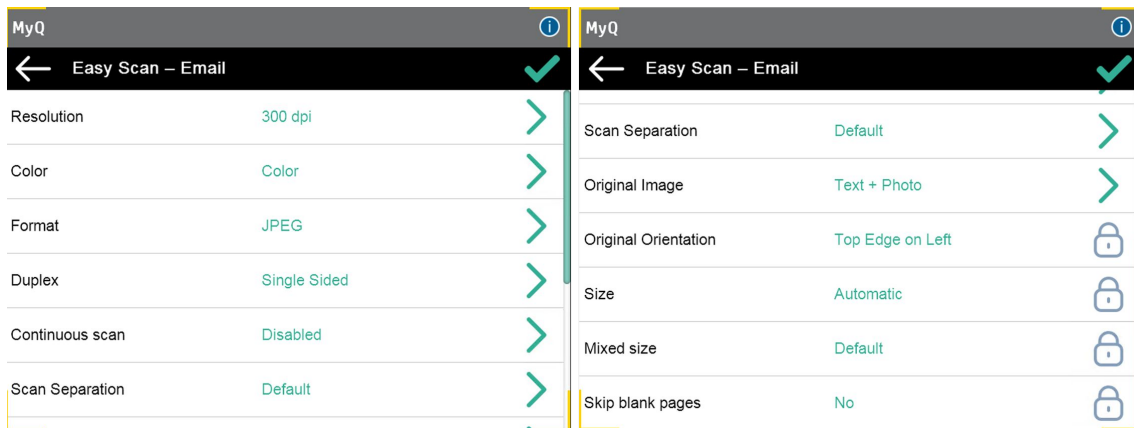 MyQ
Easy Scan – Email
Resolution 300 dpi
Color Color
Format JPEG
Duplex Single Sided
Continuous scan Disabled
Scan Separation Default
MyQ
Easy Scan – Email
Scan Separation Default
Original Image Text + Photo
Original Orientation Top Edge on Left
Size Automatic
Mixed size Default
Skip blank pages No